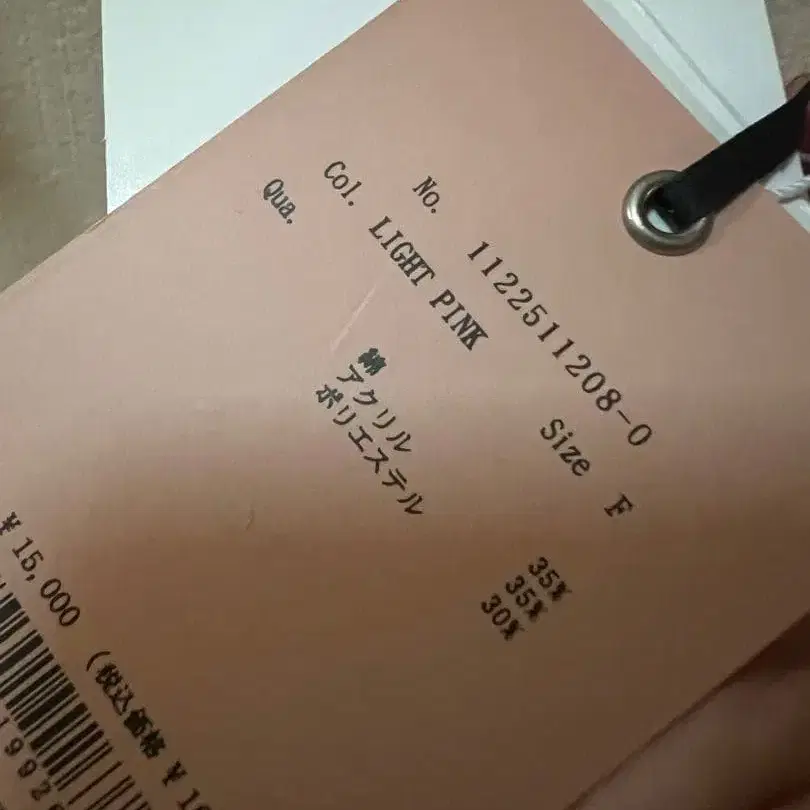 No. 1122511208-0
Col. LIGHT PINK Size F
Qua.
綿 35%
アクリル 35%
ポリエステル 30%
¥15,000 (税込価格 ¥1